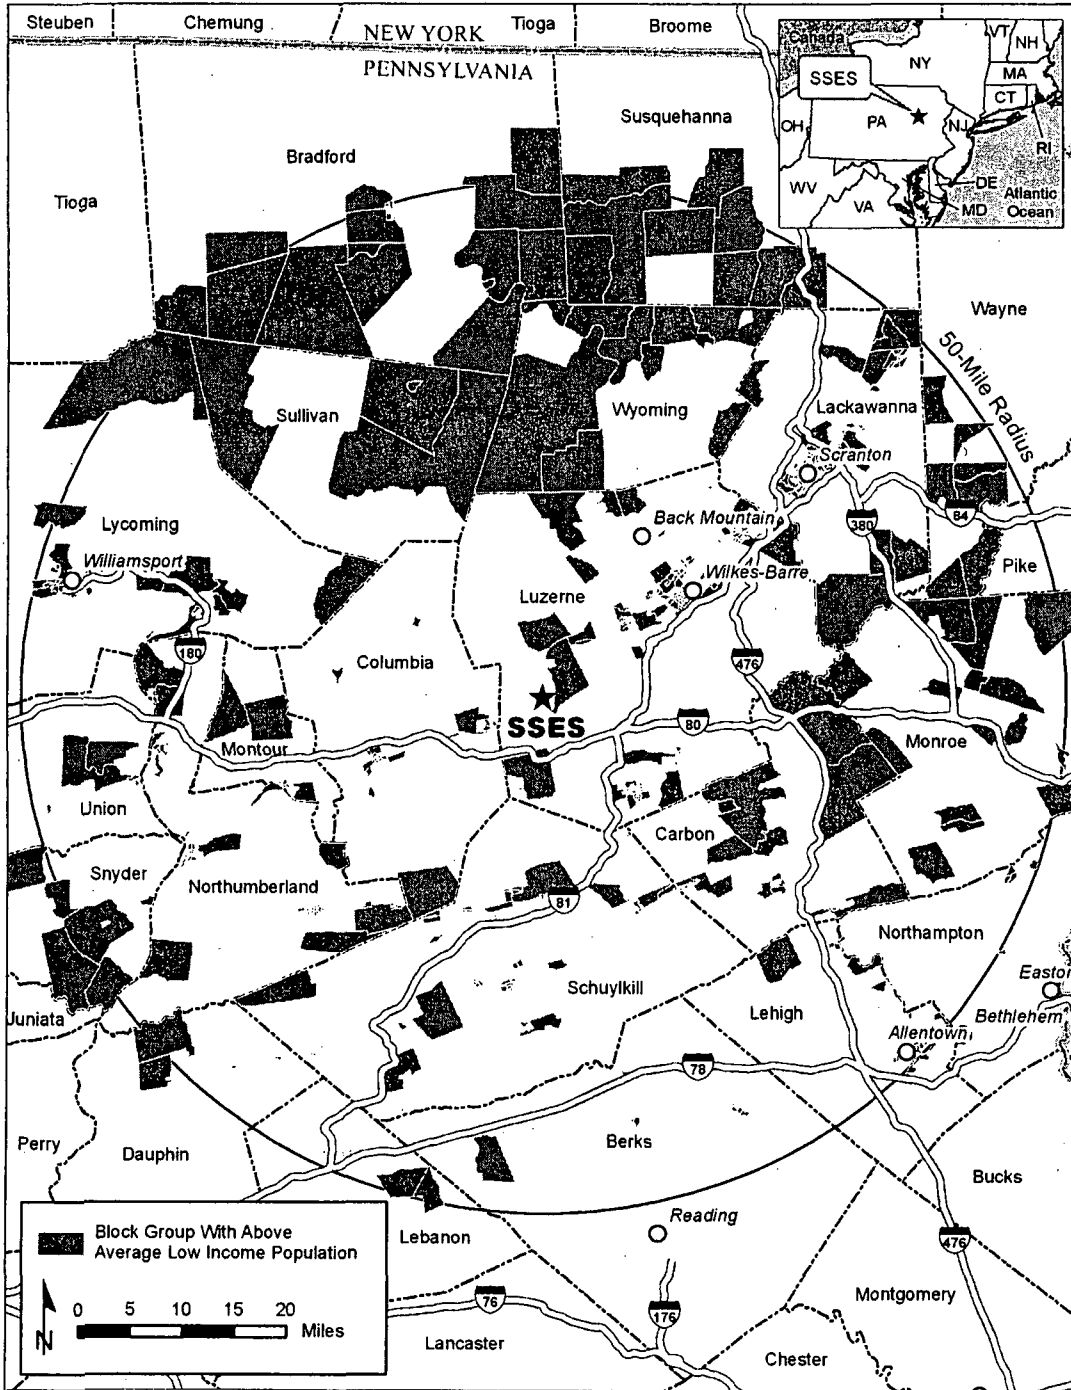 Steuben
Chemung
Tioga
Broome
NEW YORK
PENNSYLVANIA
Canada
VT
NH
NY
MA
CT
SSES
PA
NJ
OH
RI
DE
WV
VA
MD
Atlantic
Ocean
Susquehanna
Bradford
Tioga
Wayne
50-Mile Radius
Sullivan
Wyoming
Lackawanna
Scranton
Lycoming
Back Mountain
380
84
Williamsport
Wilkes-Barre
Pike
Luzerne
180
Columbia
476
SSES
80
Montour
Monroe
Union
Carbon
Snyder
Northumberland
81
Northampton
Schuylkill
Easton
Juniata
Lehigh
Bethlehem
Allentown
78
Perry
Dauphin
Berks
Bucks
Reading
Lebanon
476
Block Group With Above
Average Low Income Population
76
176
Montgomery
N
0 5 10 15 20
Miles
Lancaster
Chester